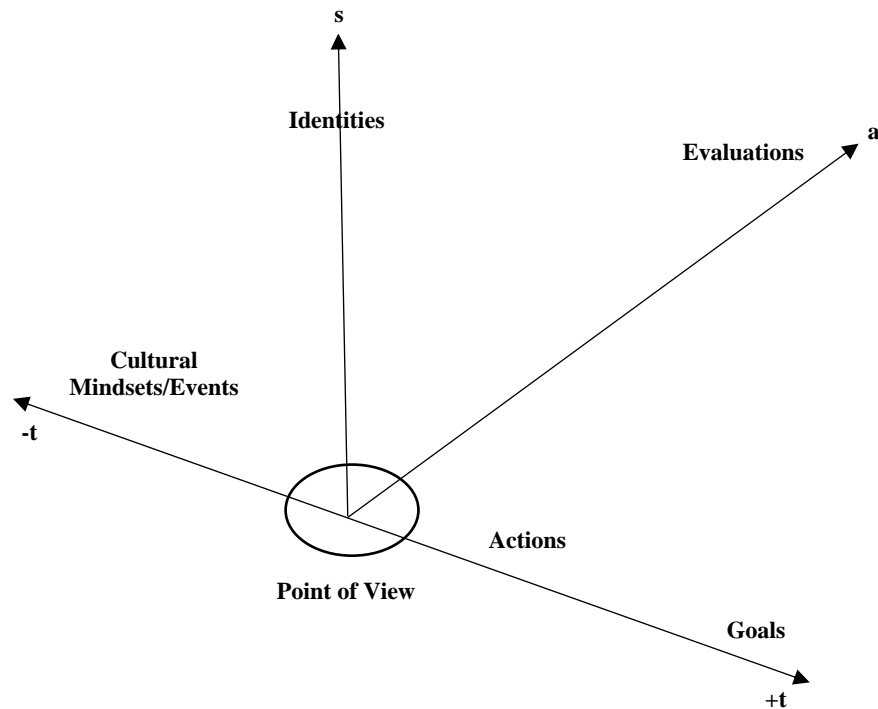 s
Identities
Evaluations
a
Cultural
Mindsets/Events
-t
Actions
Point of View
Goals
+t